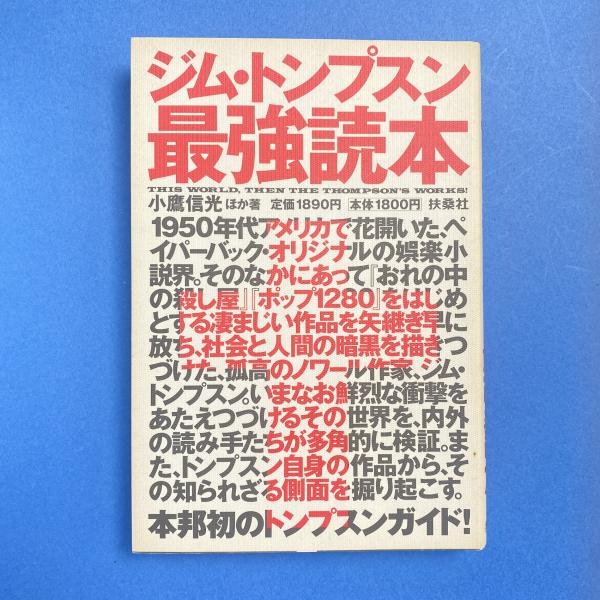 ジム・トンプスン
最強読本
THIS WORLD, THEN THE THOMPSON'S WORKS!
小鷹信光ほか著 定価1890円 本体1800円 扶桑社
1950年代アメリカで花開いた、ペ
イパーバック・オリジナルの娯楽小
説界。そのなかにあって『おれの中
の殺し屋』『ポップ1280』をはじめ
とする凄まじい作品を矢継ぎ早に
放ち、社会と人間の暗黒を描きつ
づけた、孤高のノワール作家、ジム・
トンプスン。いまなお鮮烈な衝撃を
あたえつづけるその世界を、内外
の読み手たちが多角的に検証。ま
た、トンプスン自身の作品から、そ
の知られざる側面を掘り起こす。
本邦初のトンプスンガイド!